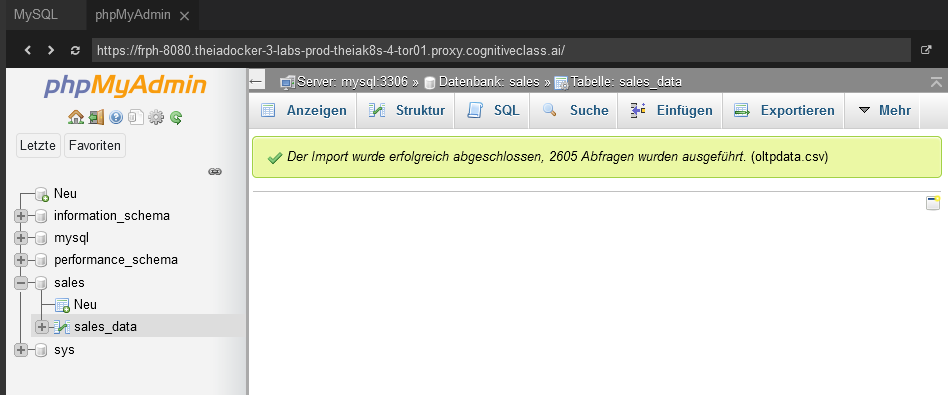 MySQL phpMyAdmin
https://frph-8080.theiadocker-3-labs-prod-theiak8s-4-tor01.proxy.cognitiveclass.ai/
phpMyAdmin
Server: mysql:3306 » Datenbank: sales » Tabelle: sales_data
Anzeigen Struktur SQL Suche Einfügen Exportieren Mehr
Letzte Favoriten
Der Import wurde erfolgreich abgeschlossen, 2605 Abfragen wurden ausgeführt. (oltpdata.csv)
Neu
information_schema
mysql
performance_schema
sales
Neu
sales_data
sys